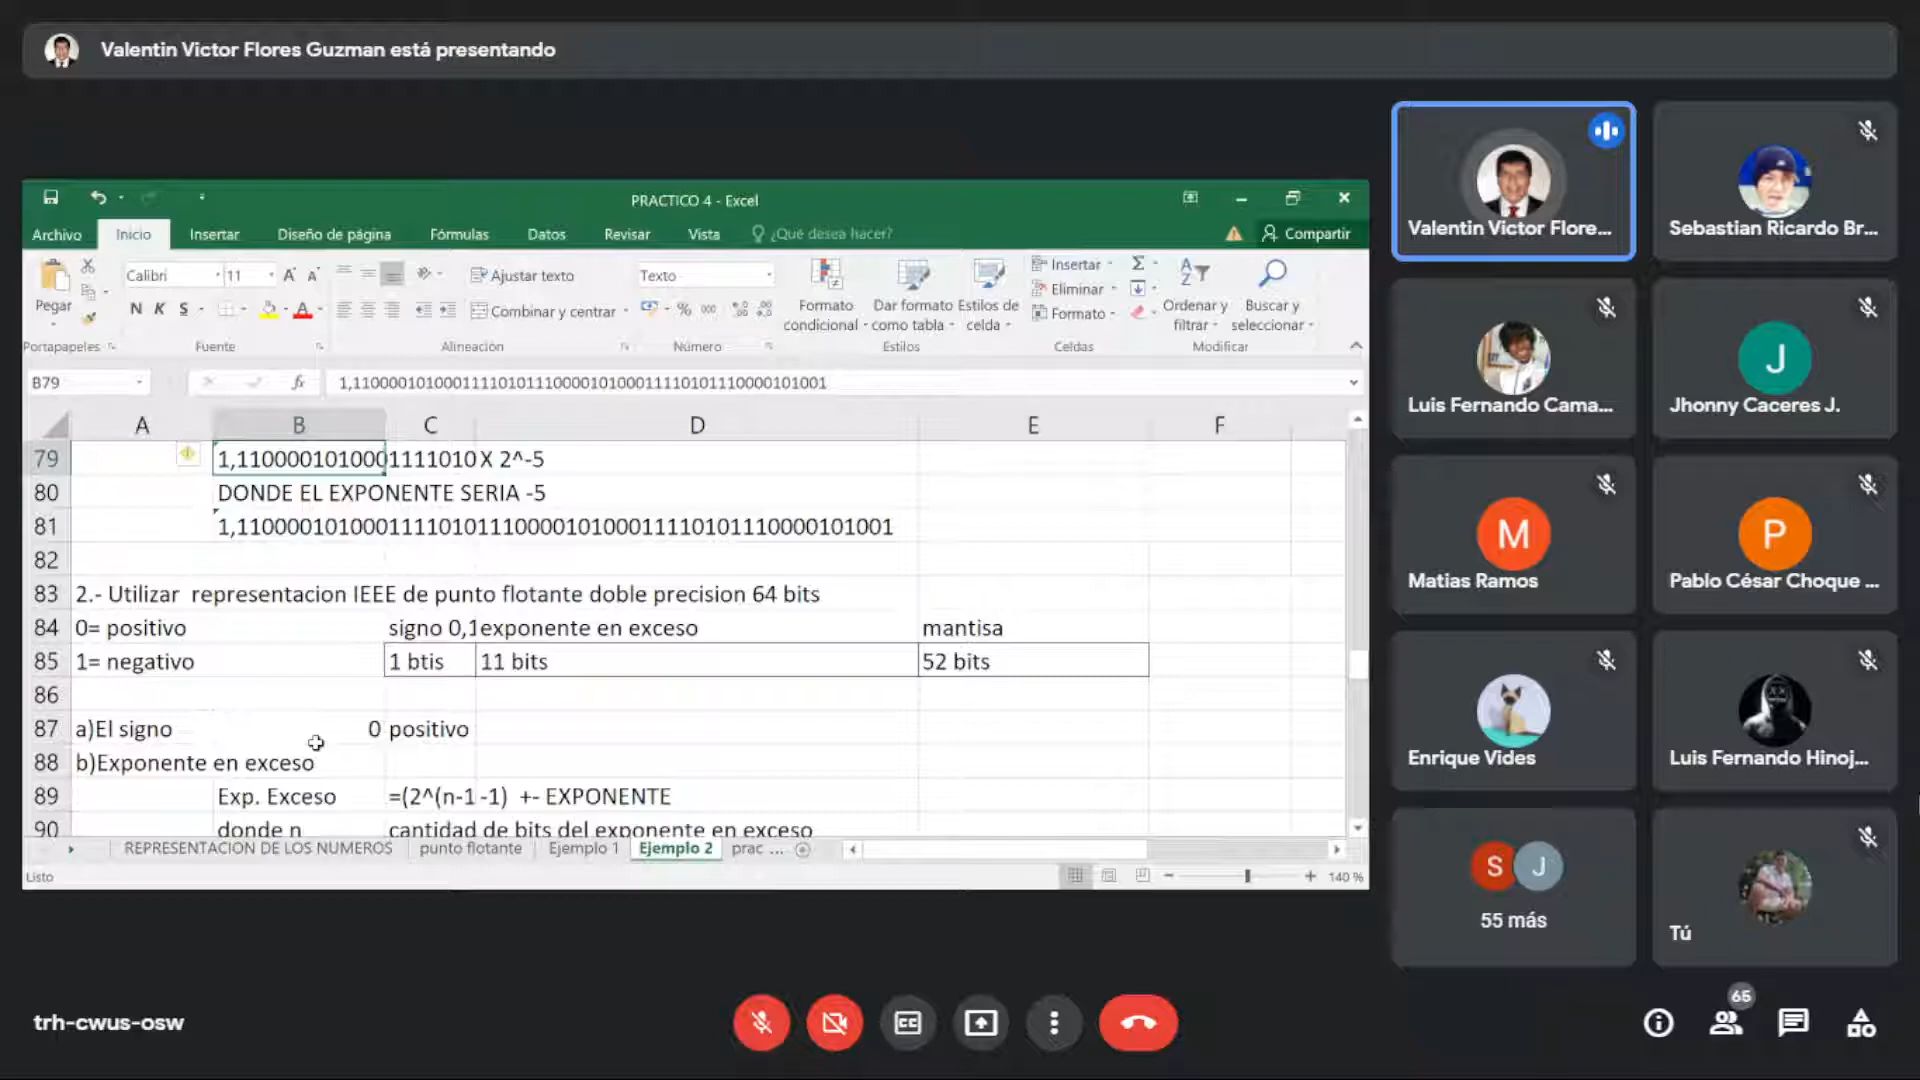 Valentin Victor Flores Guzman está presentando
PRACTICO 4 - Excel
Archivo Inicio Insertar Diseño de página Fórmulas Datos Revisar Vista ¿Qué desea hacer? Compartir
Pegar
Calibri 11
N K S
Ajustar texto
Combinar y centrar
Texto
% 000
Formato condicional
Dar formato como tabla
Estilos de celda
Insertar
Eliminar
Formato
Ordenar y filtrar
Buscar y seleccionar
Portapapeles Fuente Alineación Número Estilos Celdas Modificar
B79 fx 1,1100001010001111010111000010100011110101110000101001
A B C D E F
79 1,1100001010001111010 X 2^-5
80 DONDE EL EXPONENTE SERIA -5
81 1,1100001010001111010111000010100011110101110000101001
82
83 2.- Utilizar representacion IEEE de punto flotante doble precision 64 bits
84 0= positivo signo 0,1 exponente en exceso mantisa
85 1= negativo 1 btis 11 bits 52 bits
86
87 a)El signo 0 positivo
88 b)Exponente en exceso
89 Exp. Exceso =(2^(n-1 -1) +- EXPONENTE
90 donde n cantidad de bits del exponente en exceso
REPRESENTACION DE LOS NUMEROS punto flotante Ejemplo 1 Ejemplo 2 prac ...
Listo
140 %
Valentin Victor Flore...
Sebastian Ricardo Br...
Luis Fernando Cama...
J
Jhonny Caceres J.
M
Matias Ramos
P
Pablo César Choque ...
Enrique Vides
Luis Fernando Hinoj...
S J
55 más
Tú
trh-cwus-osw
65